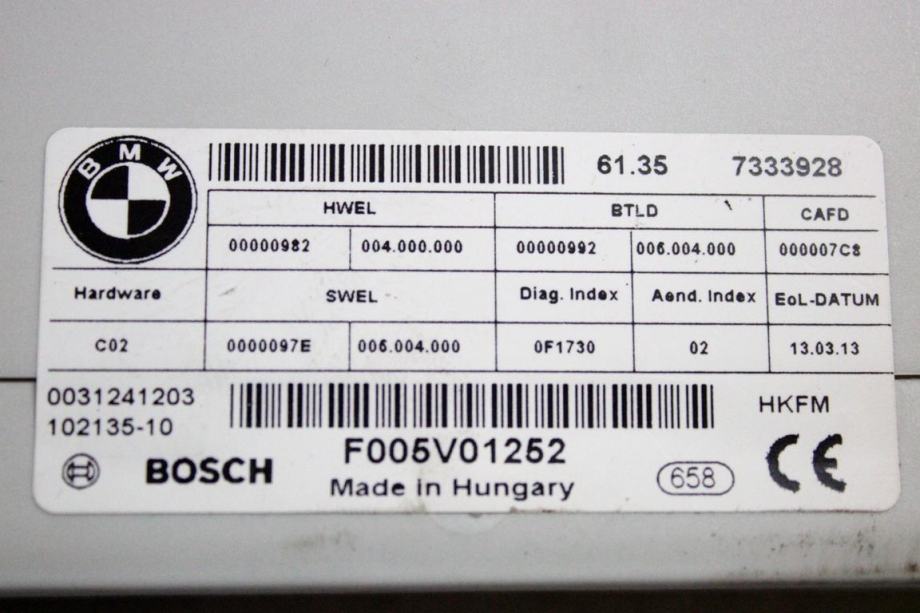 BMW
61.35 7333928
HWEL BTLD CAFD
00000982 004.000.000 00000992 006.004.000 000007C8
Hardware SWEL Diag. Index Aend. Index EoL-DATUM
C02 0000097E 006.004.000 0F1730 02 13.03.13
0031241203 HKFM
102135-10
F005V01252
BOSCH Made in Hungary 658 CE